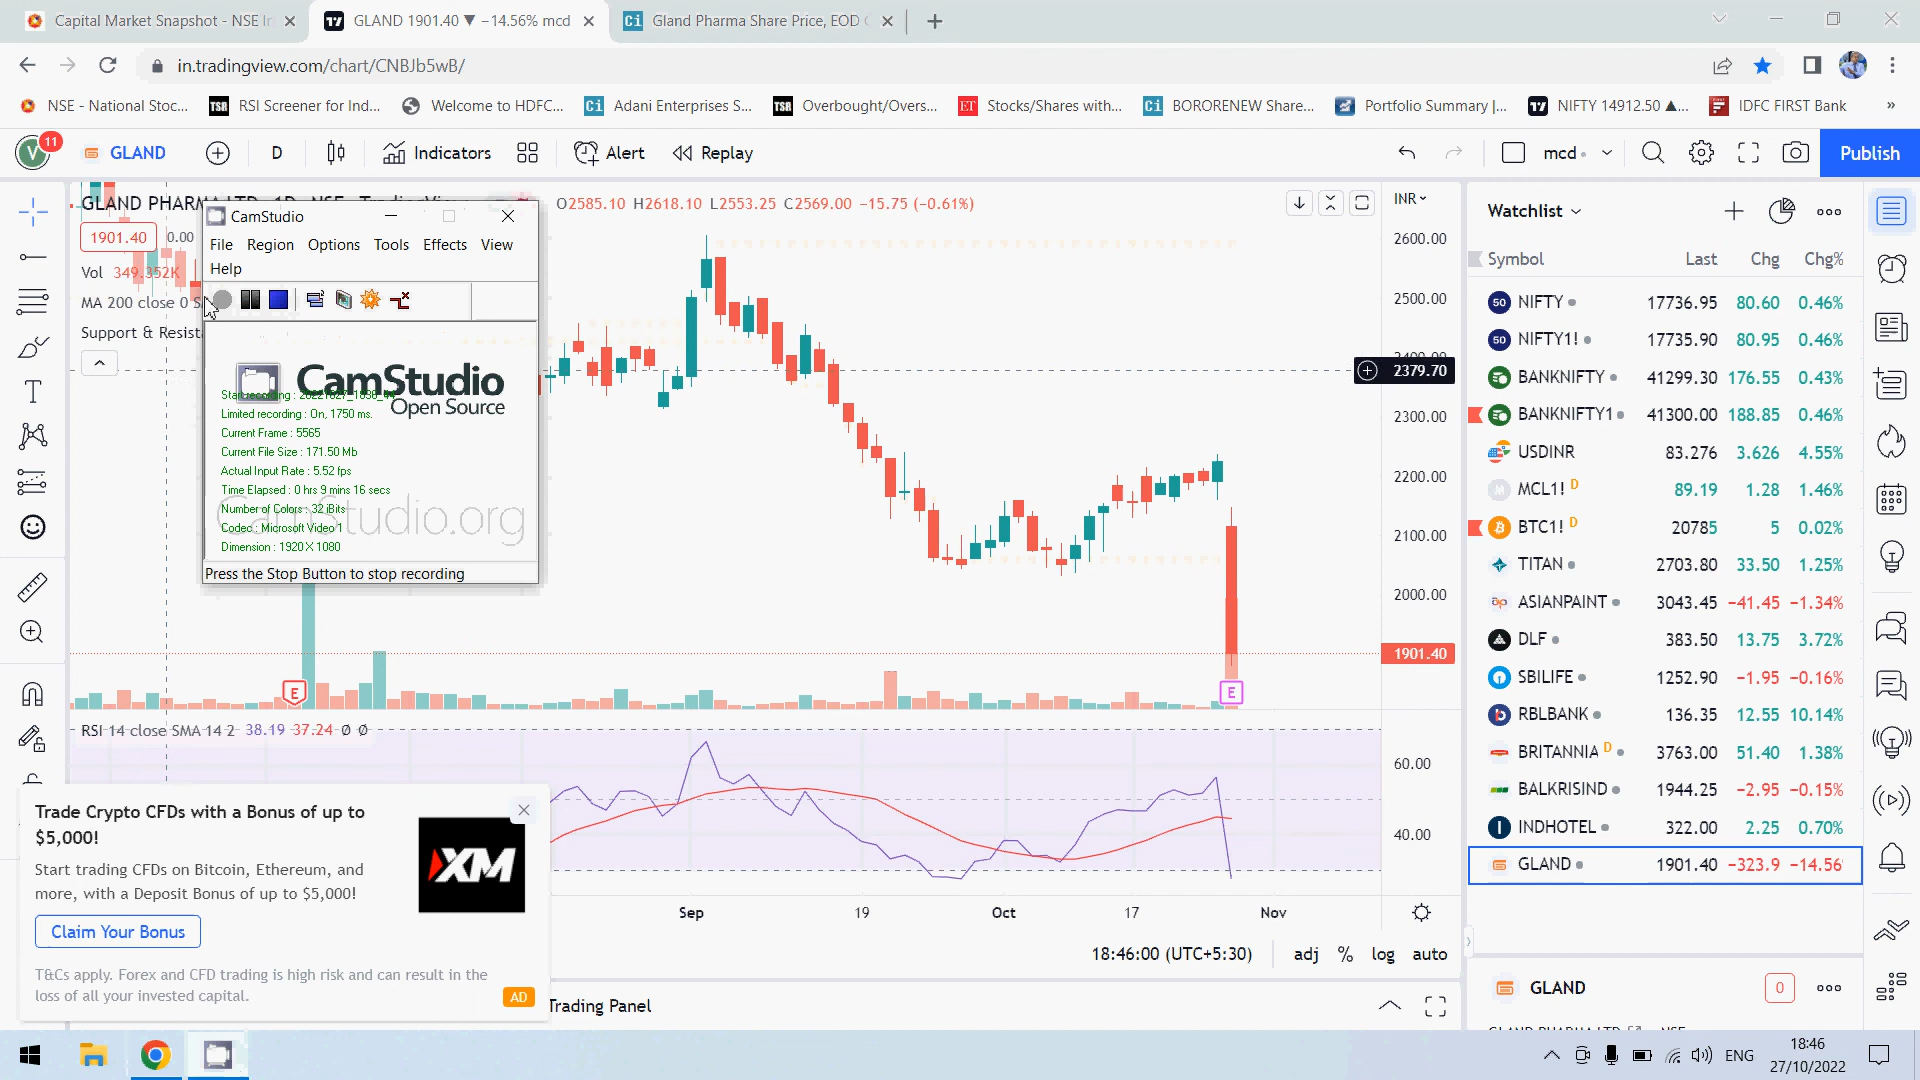 Capital Market Snapshot - NSE In
GLAND 1901.40 ▼ −14.56% mcd
Gland Pharma Share Price, EOD C
in.tradingview.com/chart/CNBJb5wB/
NSE - National Stoc...
RSI Screener for Ind...
Welcome to HDFC...
Adani Enterprises S...
Overbought/Overs...
Stocks/Shares with...
BORORENEW Share...
Portfolio Summary |...
NIFTY 14912.50 ▲...
IDFC FIRST Bank
»
V 11
GLAND
D
Indicators
Alert
Replay
mcd
Publish
O2585.10 H2618.10 L2553.25 C2569.00 −15.75 (−0.61%)
1901.40
0.00
Vol 349.352K
MA 200 close 0 S
Support & Resist
CamStudio
File Region Options Tools Effects View
Help
CamStudio
Open Source
Limited recording : On, 1750 ms.
Current Frame : 5565
Current File Size : 171.50 Mb
Actual Input Rate : 5.52 fps
Time Elapsed : 0 hrs 9 mins 16 secs
Number of Colors : 32 iBits
Codec : Microsoft Video 1
Dimension : 1920 X 1080
CamStudio.org
Press the Stop Button to stop recording
INR
2600.00
2500.00
2379.70
2300.00
2200.00
2100.00
2000.00
1901.40
E
E
RSI 14 close SMA 14 2 38.19 37.24 Ø Ø
60.00
40.00
Sep 19 Oct 17 Nov
18:46:00 (UTC+5:30)
adj % log auto
Trading Panel
Trade Crypto CFDs with a Bonus of up to
$5,000!
Start trading CFDs on Bitcoin, Ethereum, and
more, with a Deposit Bonus of up to $5,000!
Claim Your Bonus
T&Cs apply. Forex and CFD trading is high risk and can result in the
loss of all your invested capital.
AD
XM
Watchlist
Symbol Last Chg Chg%
NIFTY 17736.95 80.60 0.46%
NIFTY1! 17735.90 80.95 0.46%
BANKNIFTY 41299.30 176.55 0.43%
BANKNIFTY1 41300.00 188.85 0.46%
USDINR 83.276 3.626 4.55%
MCL1! D 89.19 1.28 1.46%
BTC1! D 20785 5 0.02%
TITAN 2703.80 33.50 1.25%
ASIANPAINT 3043.45 −41.45 −1.34%
DLF 383.50 13.75 3.72%
SBILIFE 1252.90 −1.95 −0.16%
RBLBANK 136.35 12.55 10.14%
BRITANNIA D 3763.00 51.40 1.38%
BALKRISIND 1944.25 −2.95 −0.15%
INDHOTEL 322.00 2.25 0.70%
GLAND 1901.40 −323.9 −14.56
GLAND
0
ENG
18:46
27/10/2022